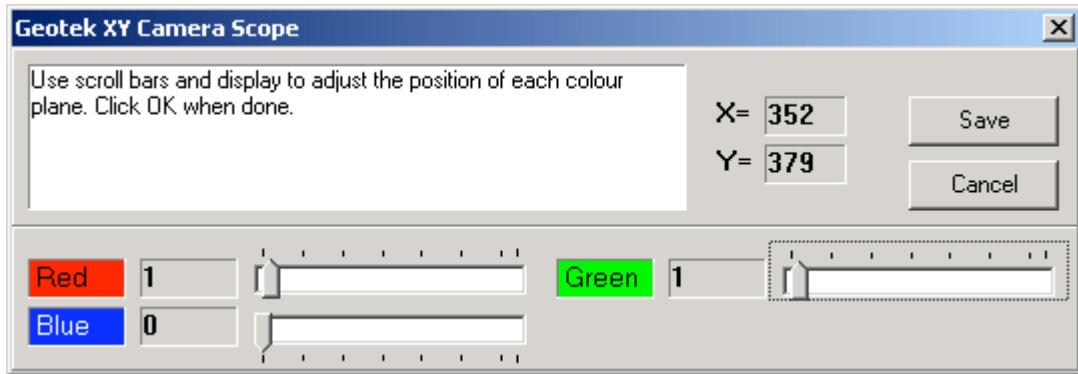 Geotek XY Camera Scope
Use scroll bars and display to adjust the position of each colour
plane. Click OK when done.
X= 352
Save
Y= 379
Cancel
Red 1
Green 1
Blue 0